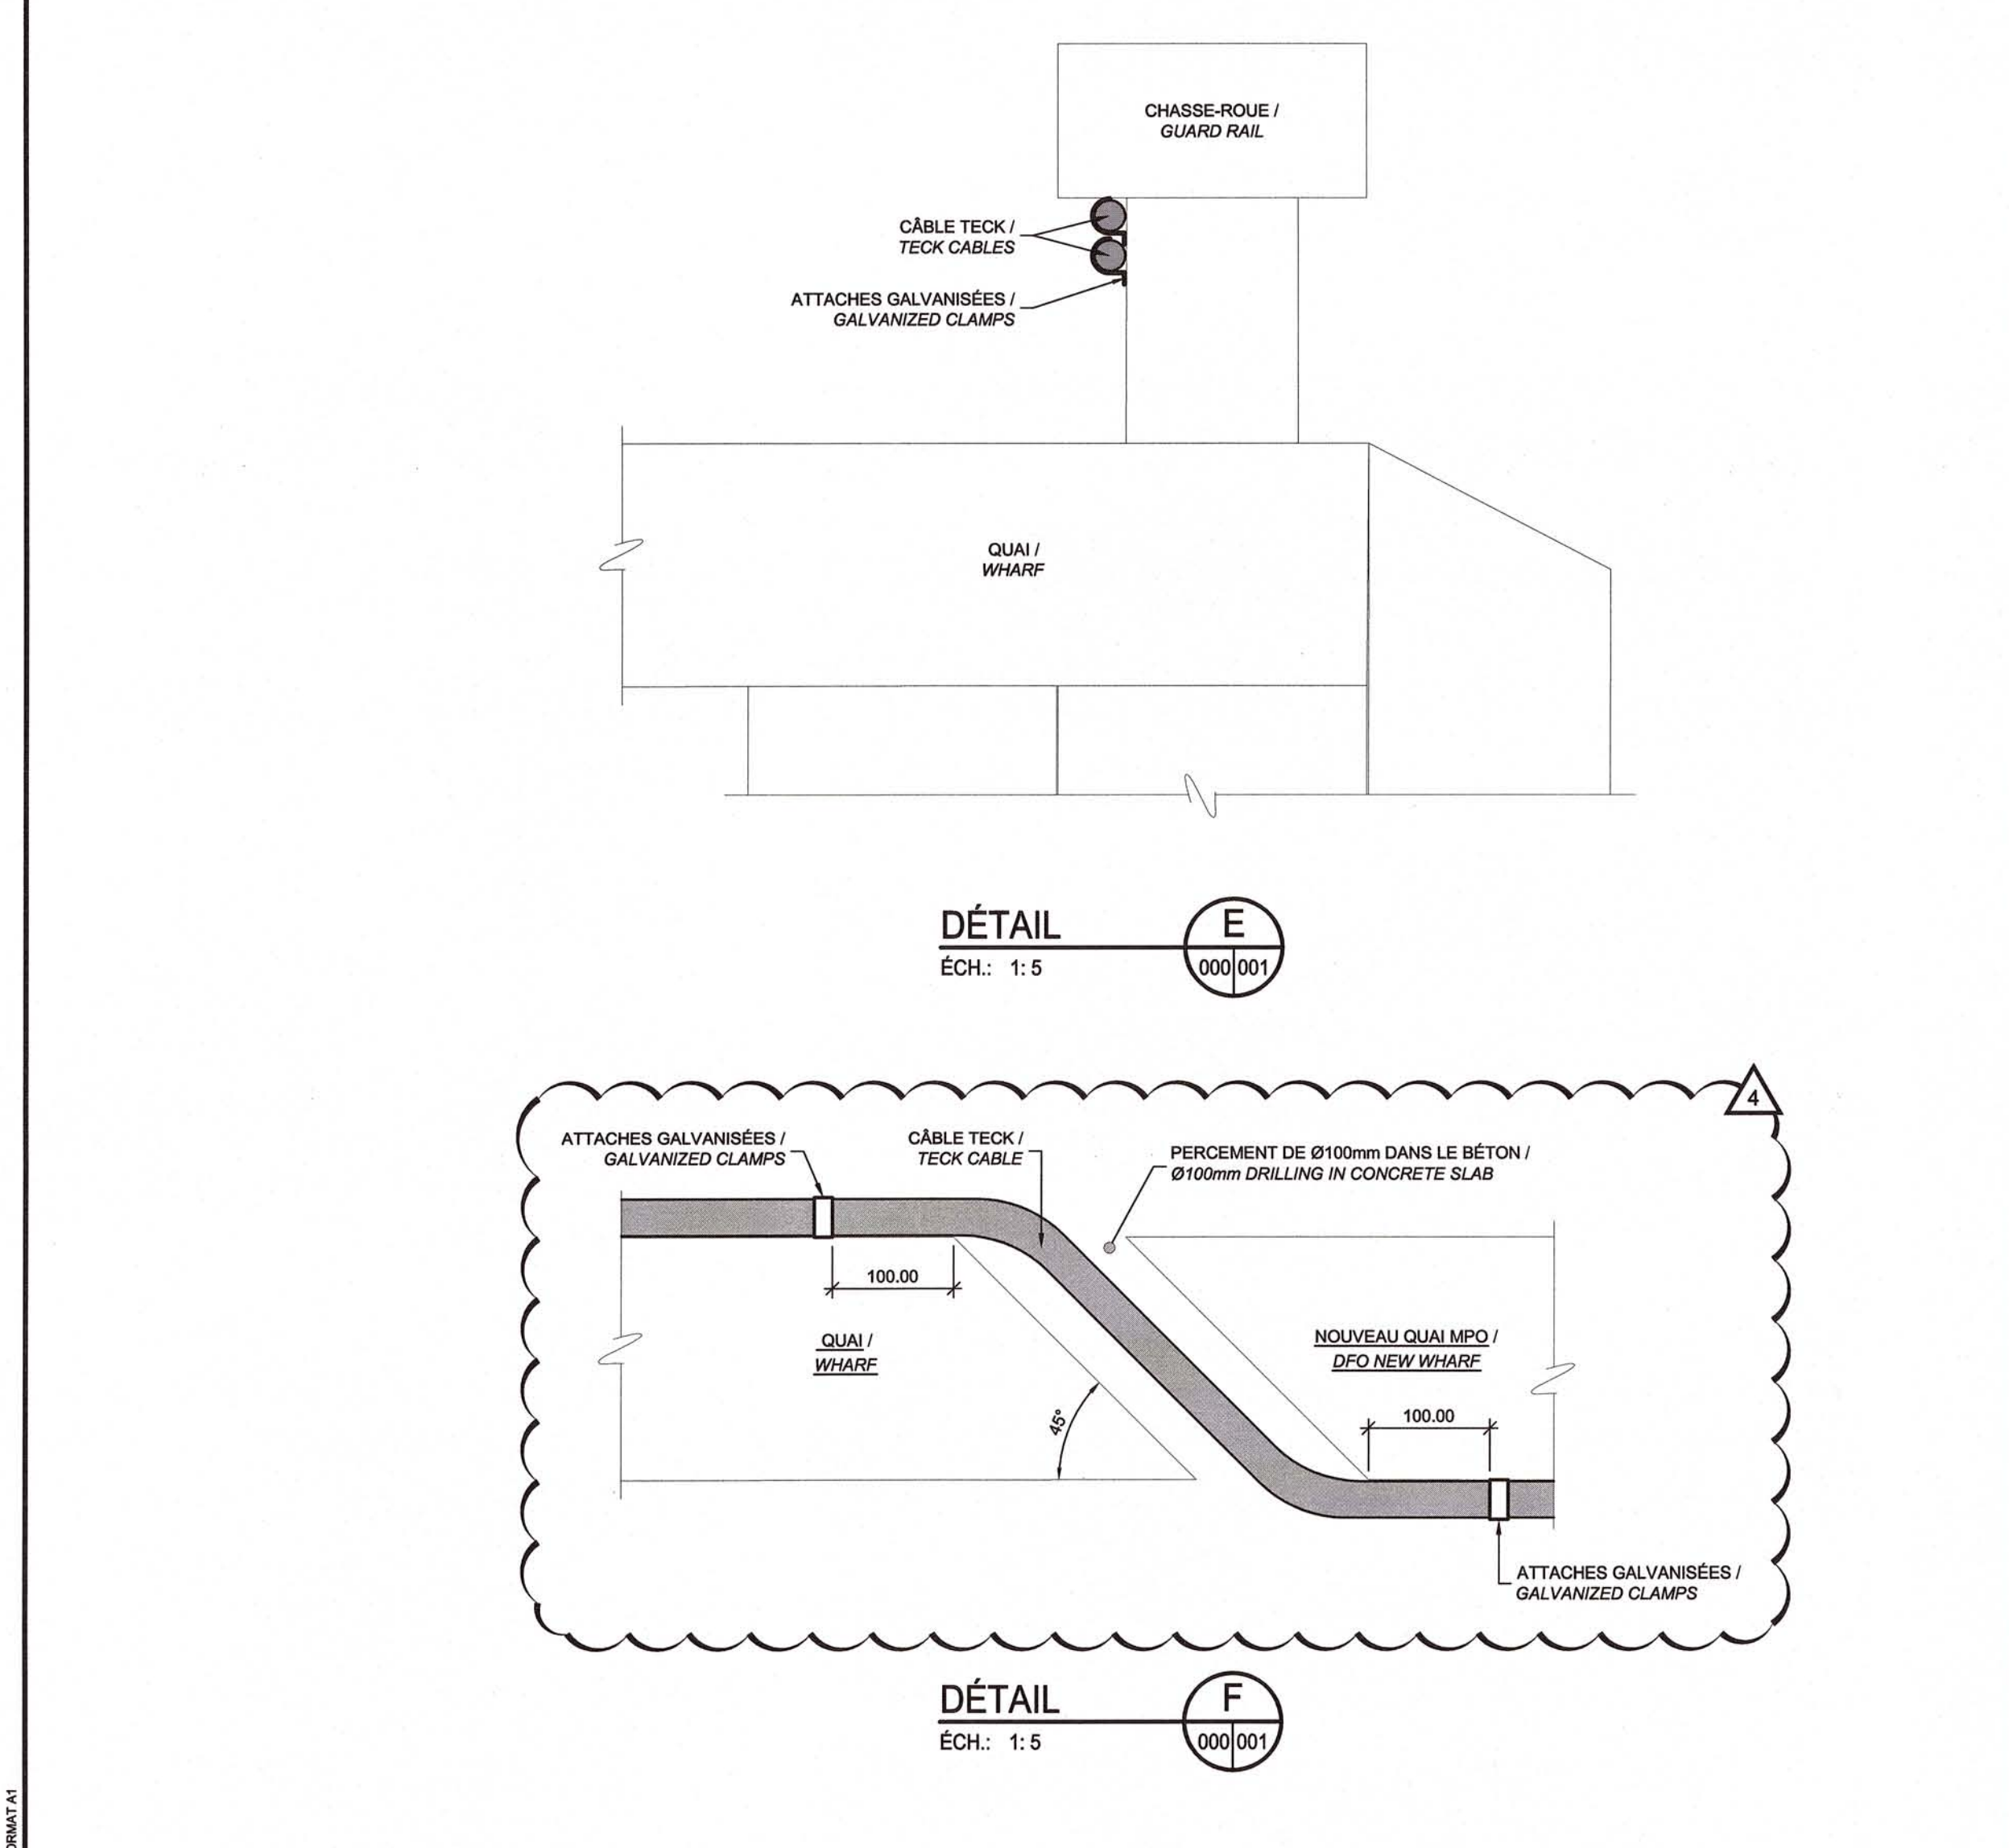 CHASSE-ROUE /
GUARD RAIL
CÂBLE TECK /
TECK CABLES
ATTACHES GALVANISÉES /
GALVANIZED CLAMPS
QUAI /
WHARF
DÉTAIL
ÉCH.: 1:5
E
000 001
4
ATTACHES GALVANISÉES /
GALVANIZED CLAMPS
CÂBLE TECK /
TECK CABLE
PERCEMENT DE Ø100mm DANS LE BÉTON /
Ø100mm DRILLING IN CONCRETE SLAB
100.00
QUAI /
WHARF
45°
NOUVEAU QUAI MPO /
DFO NEW WHARF
100.00
ATTACHES GALVANISÉES /
GALVANIZED CLAMPS
DÉTAIL
ÉCH.: 1:5
F
000 001